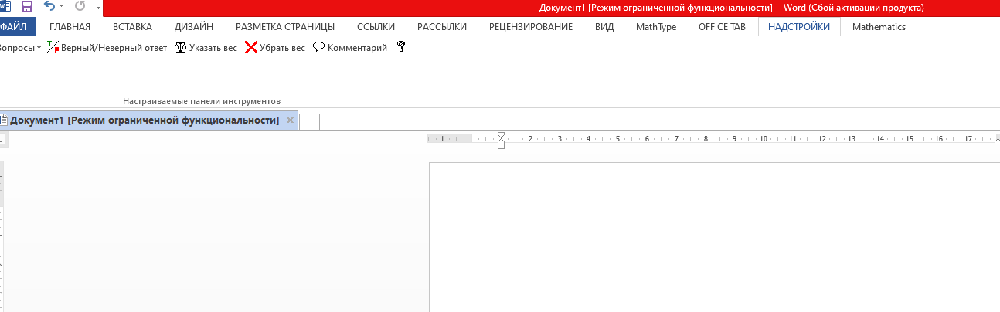 Документ1 [Режим ограниченной функциональности] - Word (Сбой активации продукта)
ФАЙЛ ГЛАВНАЯ ВСТАВКА ДИЗАЙН РАЗМЕТКА СТРАНИЦЫ ССЫЛКИ РАССЫЛКИ РЕЦЕНЗИРОВАНИЕ ВИД MathType OFFICE TAB НАДСТРОЙКИ Mathematics
Вопросы Верный/Неверный ответ Указать вес Убрать вес Комментарий ?
Настраиваемые панели инструментов
Документ1 [Режим ограниченной функциональности]
1 2 3 4 5 6 7 8 9 10 11 12 13 14 15 16 17